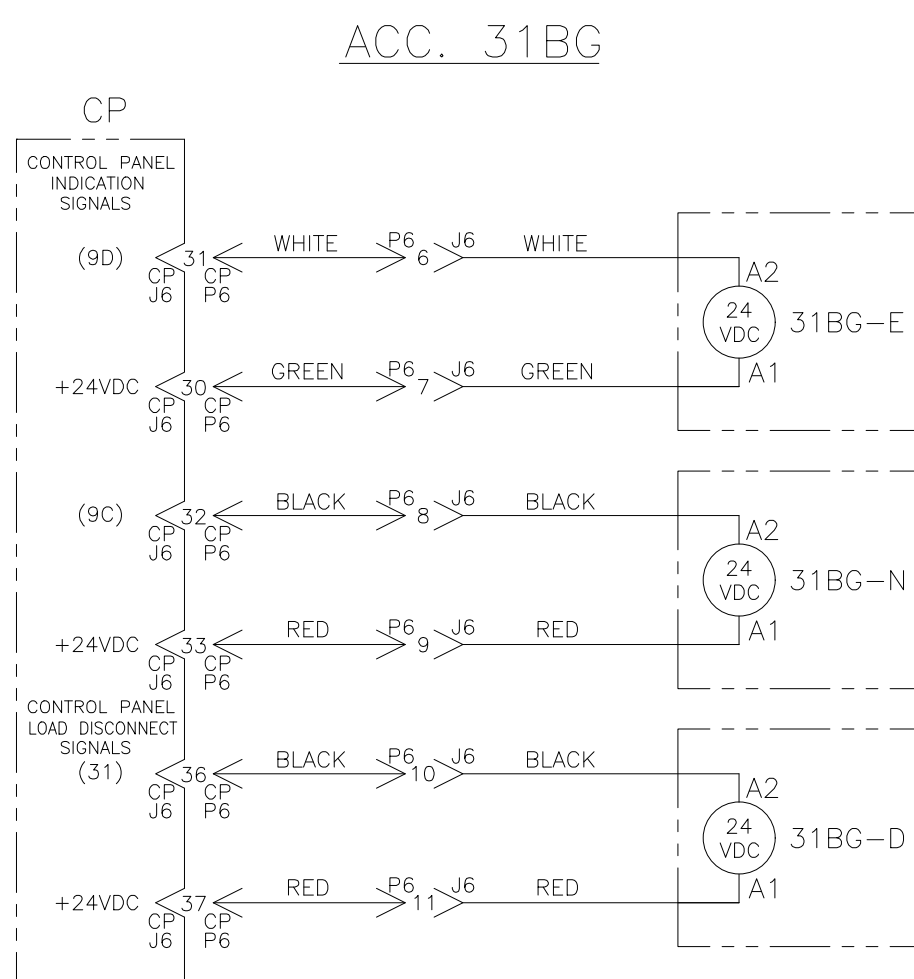 ACC. 31BG
CP
CONTROL PANEL
INDICATION
SIGNALS
(9D)
31
CP
J6
CP
P6
WHITE
P6
6
J6
WHITE
A2
24
VDC
31BG-E
A1
+24VDC
30
CP
J6
CP
P6
GREEN
P6
7
J6
GREEN
(9C)
32
CP
J6
CP
P6
BLACK
P6
8
J6
BLACK
A2
24
VDC
31BG-N
A1
+24VDC
33
CP
J6
CP
P6
RED
P6
9
J6
RED
CONTROL PANEL
LOAD DISCONNECT
SIGNALS
(31)
36
CP
J6
CP
P6
BLACK
P6
10
J6
BLACK
A2
24
VDC
31BG-D
A1
+24VDC
37
CP
J6
CP
P6
RED
P6
11
J6
RED